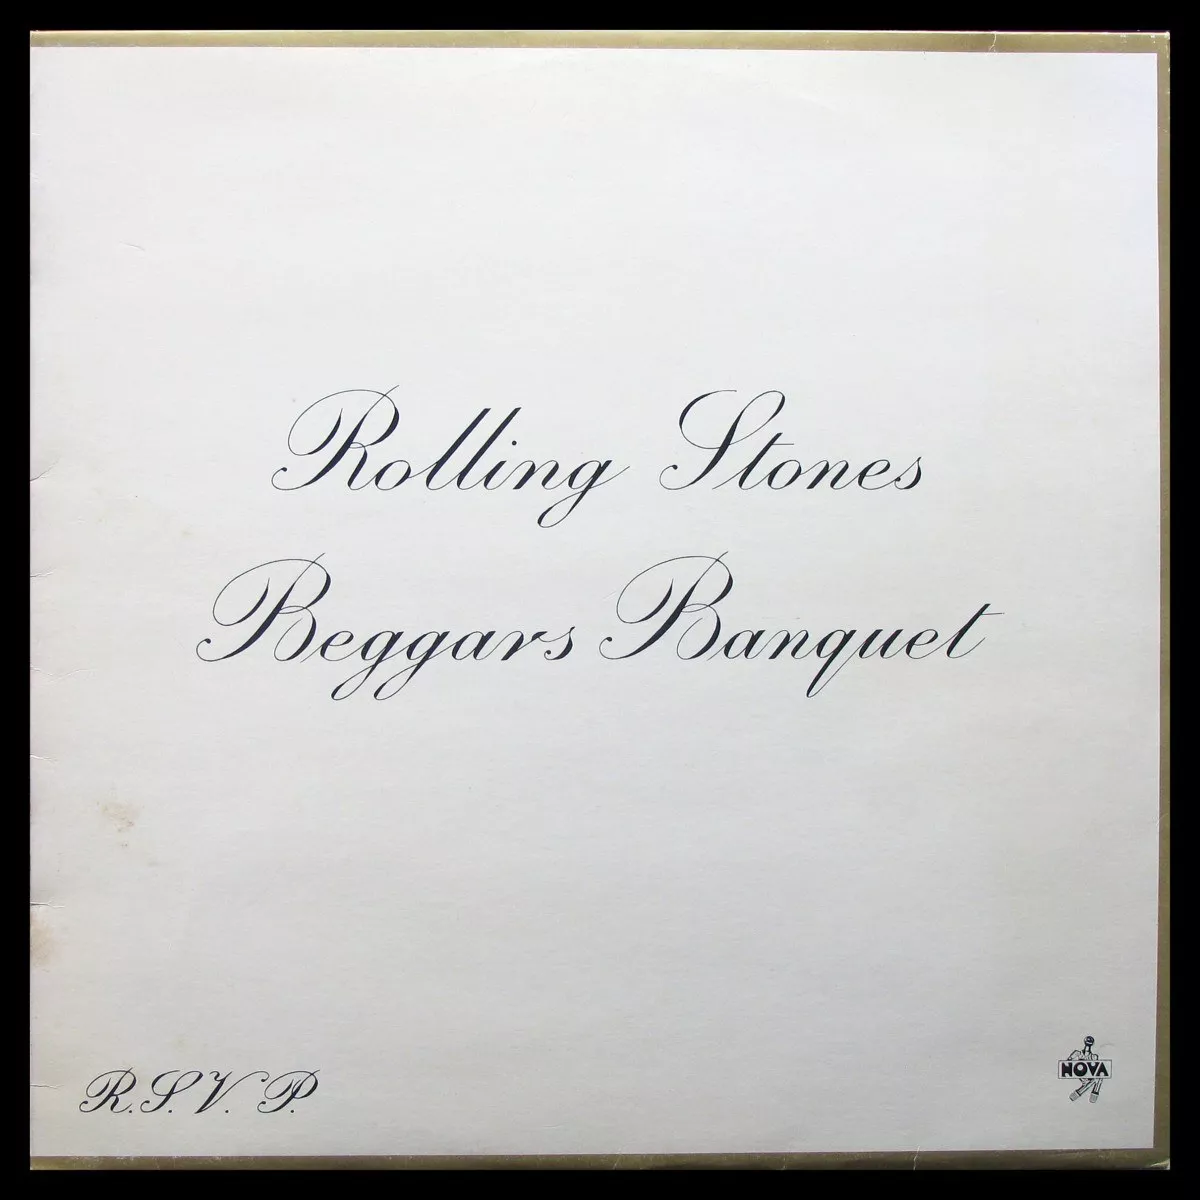 Rolling Stones
Beggars Banquet
R.S.V.P.
NOVA